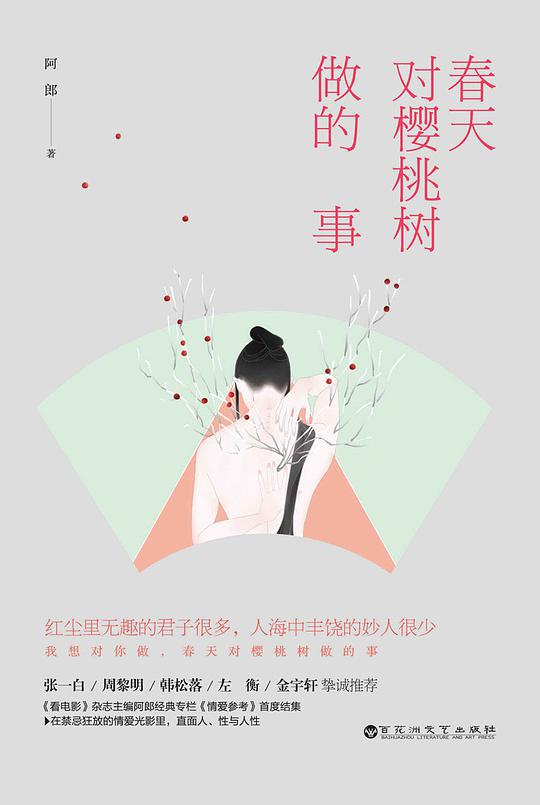 春天
对樱桃树
做的 事
阿郎
著
红尘里无趣的君子很多，人海中丰饶的妙人很少
我想对你做，春天对樱桃树做的事
张一白 / 周黎明 / 韩松落 / 左 衡 / 金宇轩 挚诚推荐
《看电影》杂志主编阿郎经典专栏《情爱参考》首度结集
▶在禁忌狂放的情爱光影里，直面人、性与人性
百花洲文艺出版社
BAIHUAZHOU LITERATURE AND ART PRESS